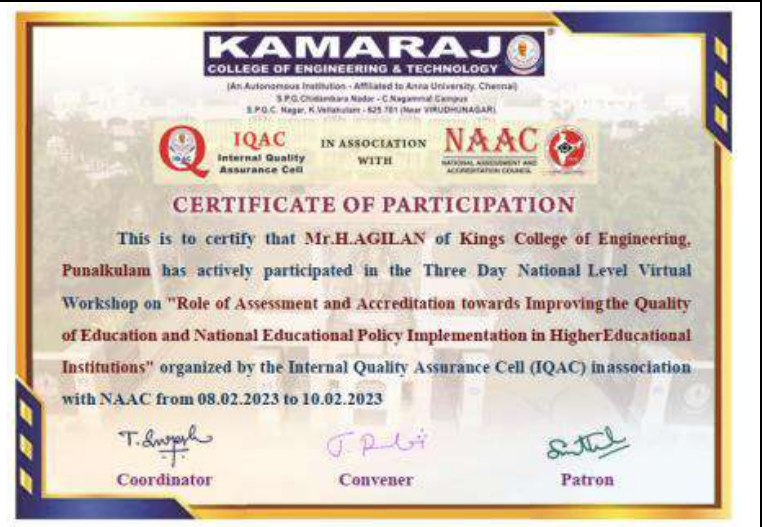 KAMARAJ
COLLEGE OF ENGINEERING & TECHNOLOGY
(An Autonomous Institution - Affiliated to Anna University, Chennai)
S.P.G.Chidambara Nadar - C.Nagammal Campus
S.P.G.C. Nagar, K.Vellakulam - 625 701 (Near VIRUDHUNAGAR)
IQAC
Internal Quality
Assurance Cell
IN ASSOCIATION
WITH
NAAC
NATIONAL ASSESSMENT AND
ACCREDITATION COUNCIL
CERTIFICATE OF PARTICIPATION
This is to certify that Mr.H.AGILAN of Kings College of Engineering,
Punalkulam has actively participated in the Three Day National Level Virtual
Workshop on "Role of Assessment and Accreditation towards Improvingthe Quality
of Education and National Educational Policy Implementation in HigherEducational
Institutions" organized by the Internal Quality Assurance Cell (IQAC) inassociation
with NAAC from 08.02.2023 to 10.02.2023
Coordinator
Convener
Patron